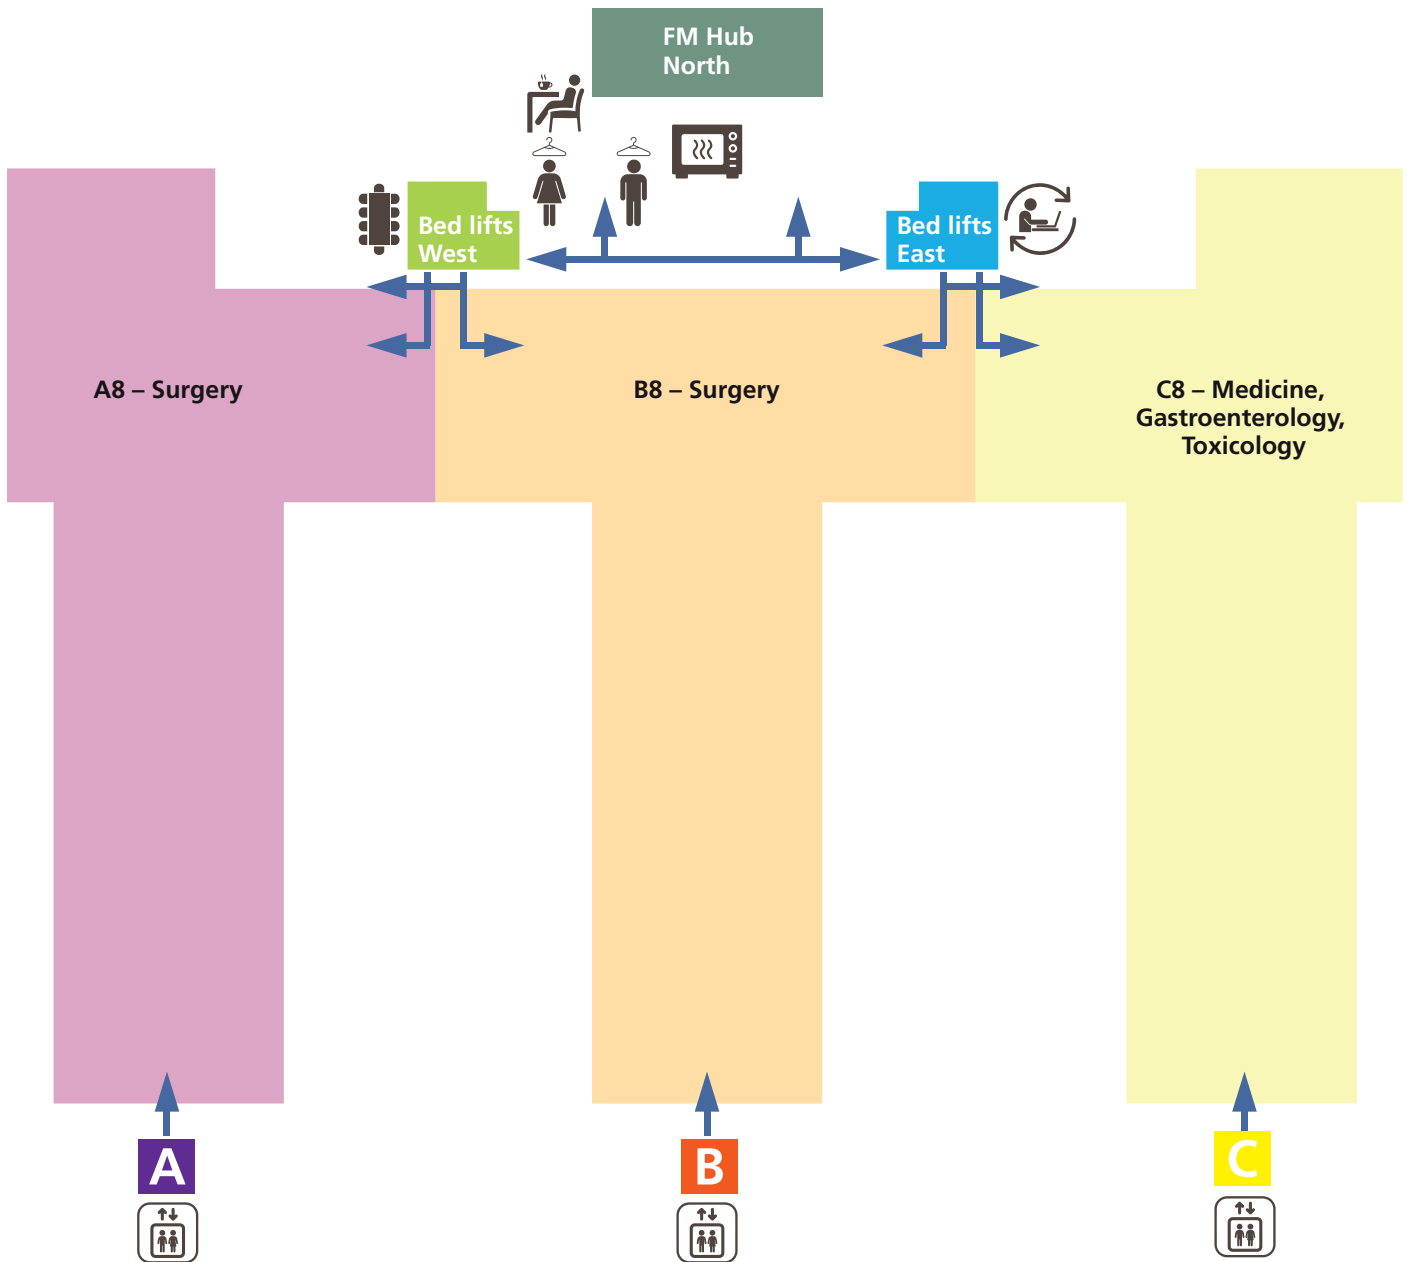 FM Hub
North
Bed lifts
West
Bed lifts
East
A8 – Surgery
B8 – Surgery
C8 – Medicine,
Gastroenterology,
Toxicology
A
B
C